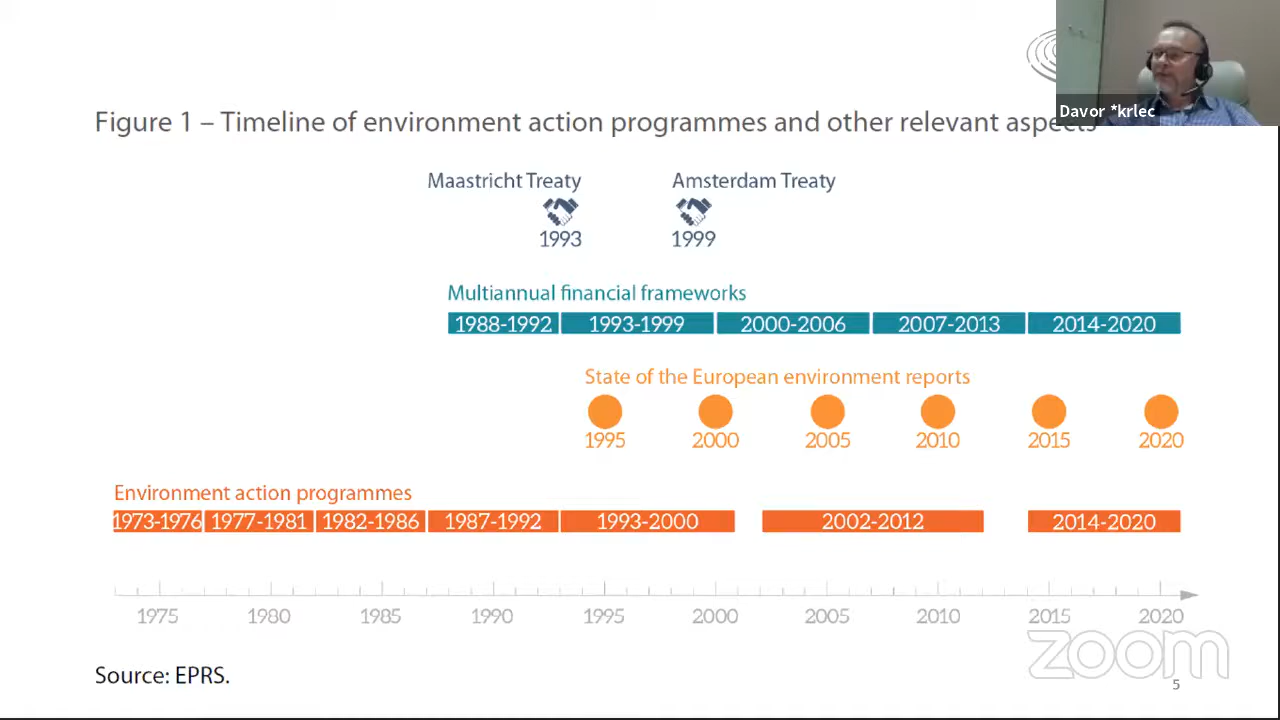 Davor *krlec
Figure 1 – Timeline of environment action programmes and other relevant aspects
Maastricht Treaty
Amsterdam Treaty
1993
1999
Multiannual financial frameworks
1988-1992 1993-1999 2000-2006 2007-2013 2014-2020
State of the European environment reports
1995 2000 2005 2010 2015 2020
Environment action programmes
1973-1976 1977-1981 1982-1986 1987-1992 1993-2000 2002-2012 2014-2020
1975 1980 1985 1990 1995 2000 2005 2010 2015 2020
zoom
Source: EPRS.
5